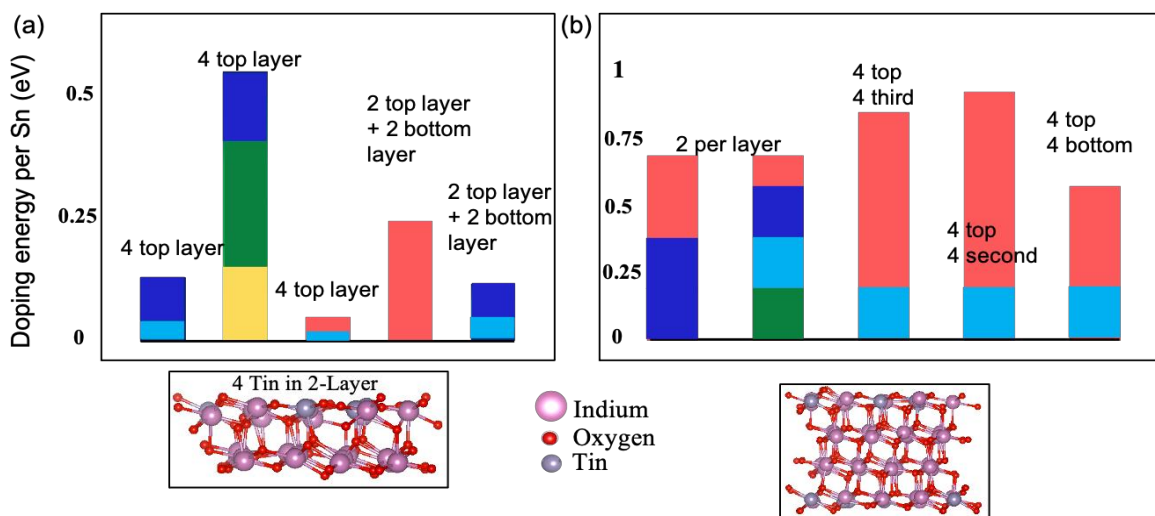 (a)
Doping energy per Sn (eV)
0.5
0.25
0
4 top layer
4 top layer
4 top layer
2 top layer
+ 2 bottom
layer
2 top layer
+ 2 bottom
layer
(b)
1
0.75
0.5
0.25
0
2 per layer
4 top
4 third
4 top
4 second
4 top
4 bottom
4 Tin in 2-Layer
Indium
Oxygen
Tin